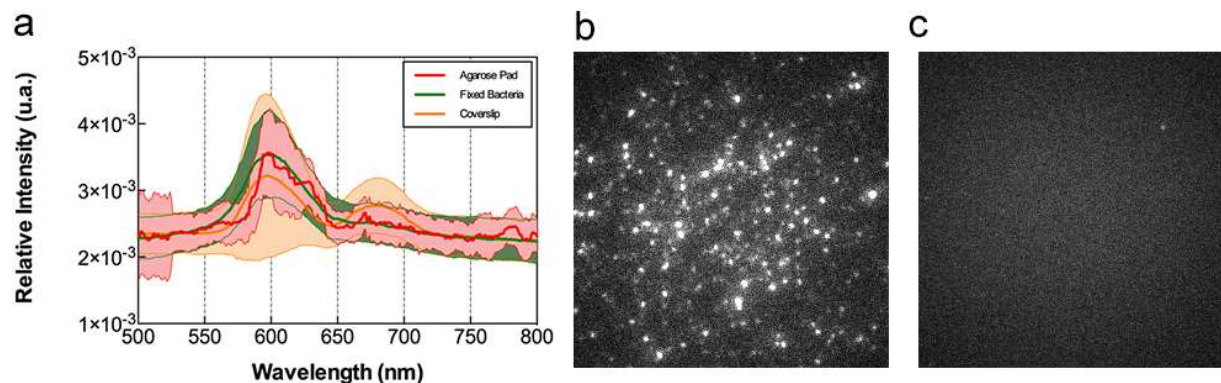 a
b
c
Relative Intensity (u.a.)
5×10-3
4×10-3
3×10-3
2×10-3
1×10-3
Agarose Pad
Fixed Bacteria
Coverslip
500 550 600 650 700 750 800
Wavelength (nm)